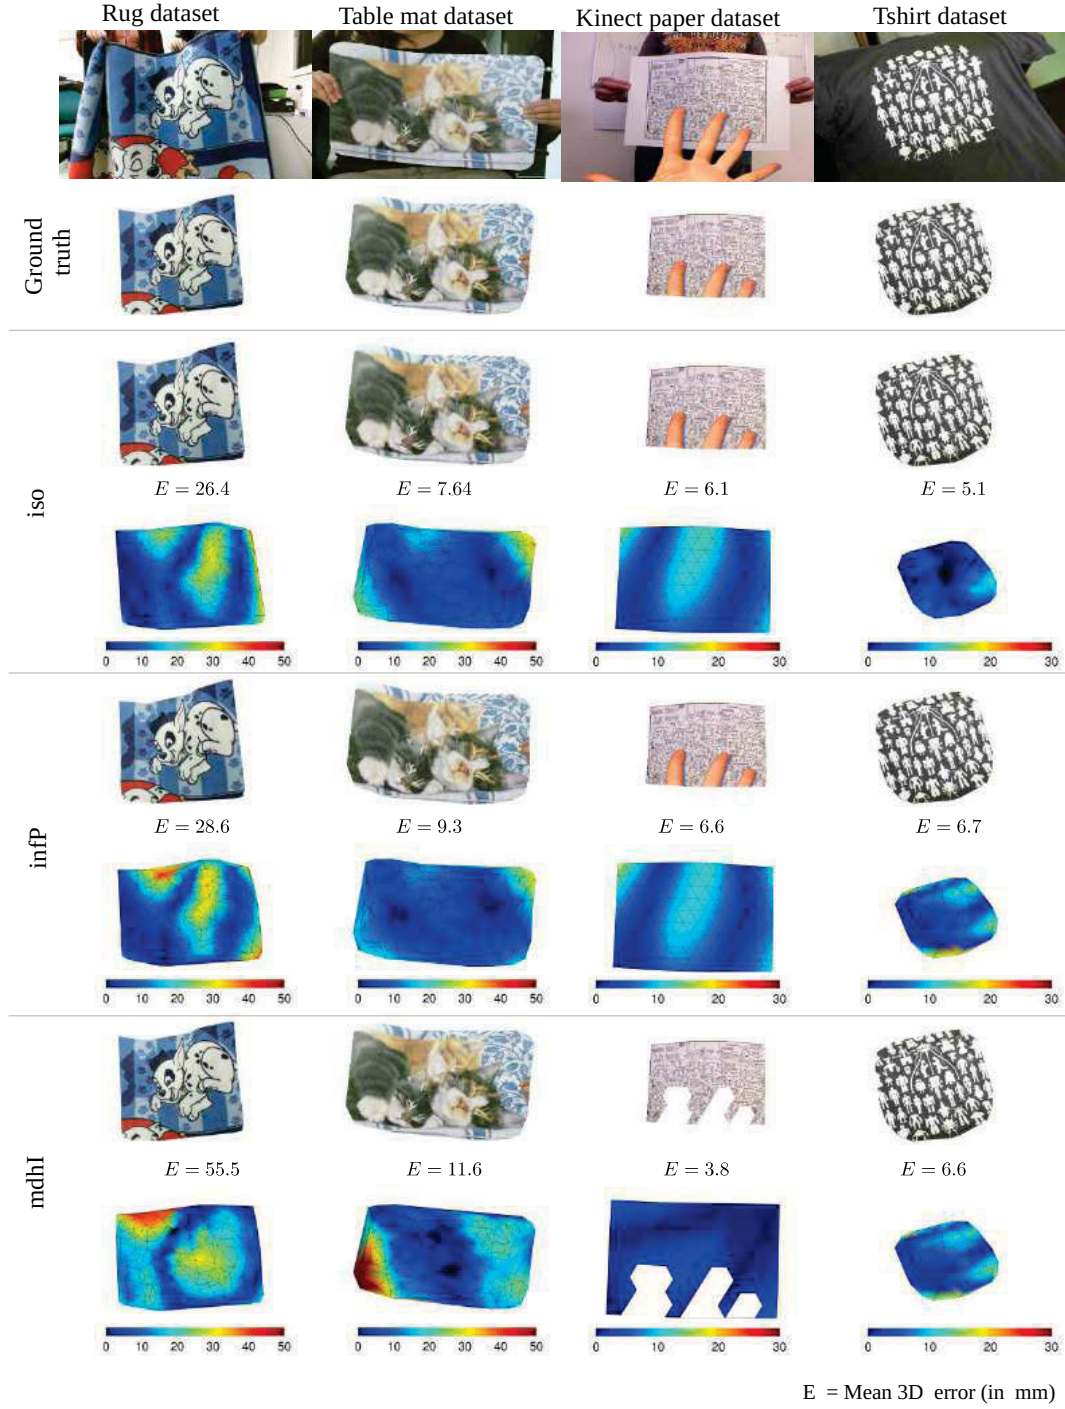 Rug dataset
Table mat dataset
Kinect paper dataset
Tshirt dataset
Ground
truth
iso
E = 26.4
E = 7.64
E = 6.1
E = 5.1
0 10 20 30 40 50
0 10 20 30 40 50
0 10 20 30
0 10 20 30
infP
E = 28.6
E = 9.3
E = 6.6
E = 6.7
0 10 20 30 40 50
0 10 20 30 40 50
0 10 20 30
0 10 20 30
mdhI
E = 55.5
E = 11.6
E = 3.8
E = 6.6
0 10 20 30 40 50
0 10 20 30 40 50
0 10 20 30
0 10 20 30
E = Mean 3D error (in mm)